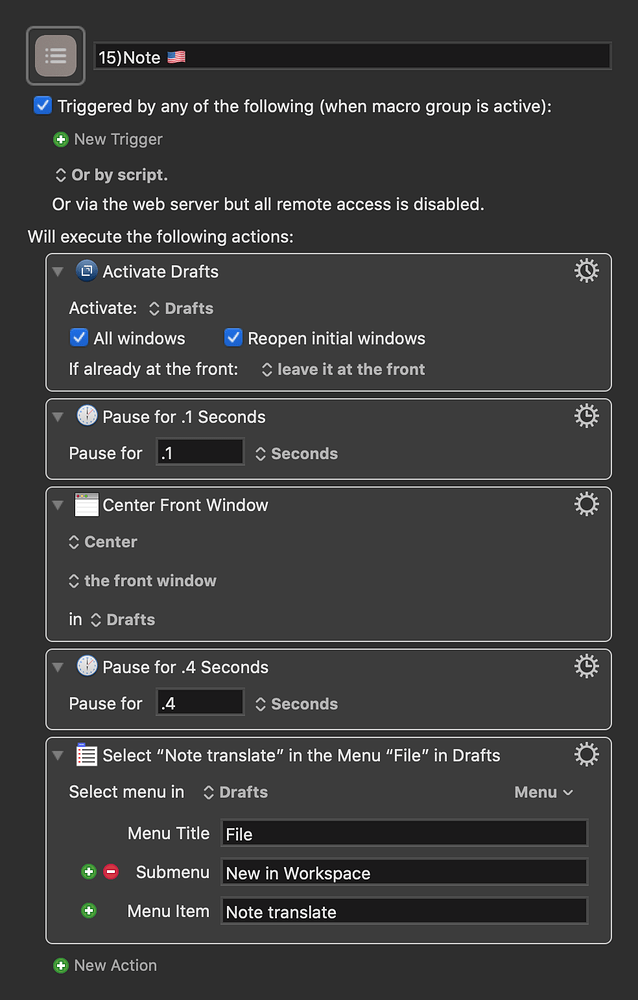 15)Note 🇺🇸
Triggered by any of the following (when macro group is active):
New Trigger
Or by script.
Or via the web server but all remote access is disabled.
Will execute the following actions:
Activate Drafts
Activate: Drafts
All windows Reopen initial windows
If already at the front: leave it at the front
Pause for .1 Seconds
Pause for .1 Seconds
Center Front Window
Center
the front window
in Drafts
Pause for .4 Seconds
Pause for .4 Seconds
Select “Note translate” in the Menu “File” in Drafts
Select menu in Drafts Menu
Menu Title File
Submenu New in Workspace
Menu Item Note translate
New Action